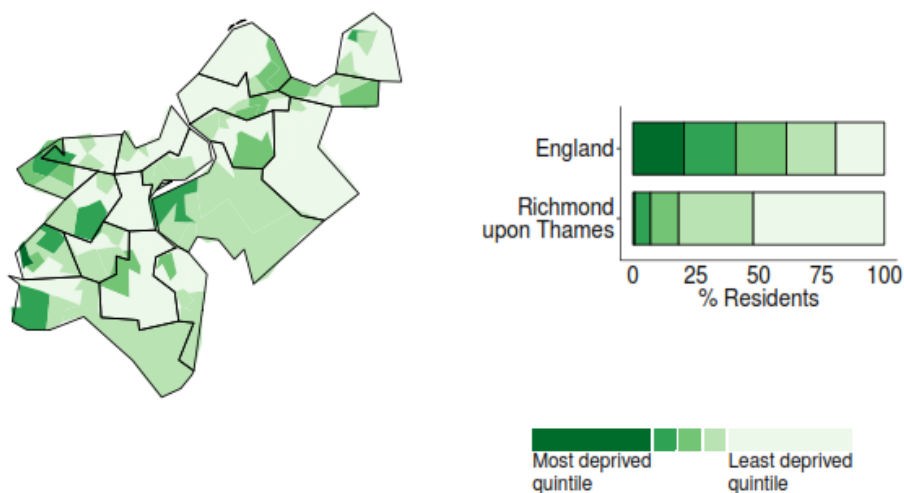 England
Richmond
upon Thames
0 25 50 75 100
% Residents
Most deprived
quintile
Least deprived
quintile